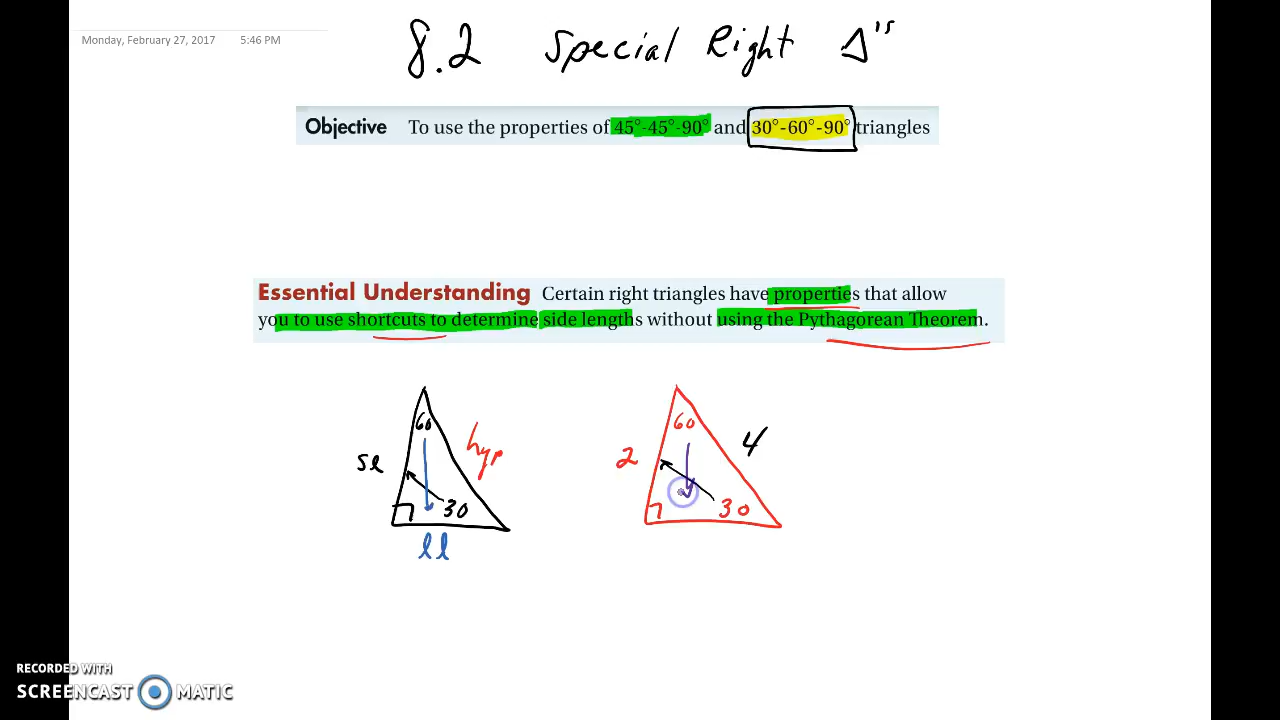 Monday, February 27, 2017 5:46 PM
8.2 Special Right Δ's
Objective To use the properties of 45°-45°-90° and 30°-60°-90° triangles
Essential Understanding Certain right triangles have properties that allow
you to use shortcuts to determine side lengths without using the Pythagorean Theorem.
60
60
sl
hyp
2
4
30
30
ll
RECORDED WITH
SCREENCAST MATIC